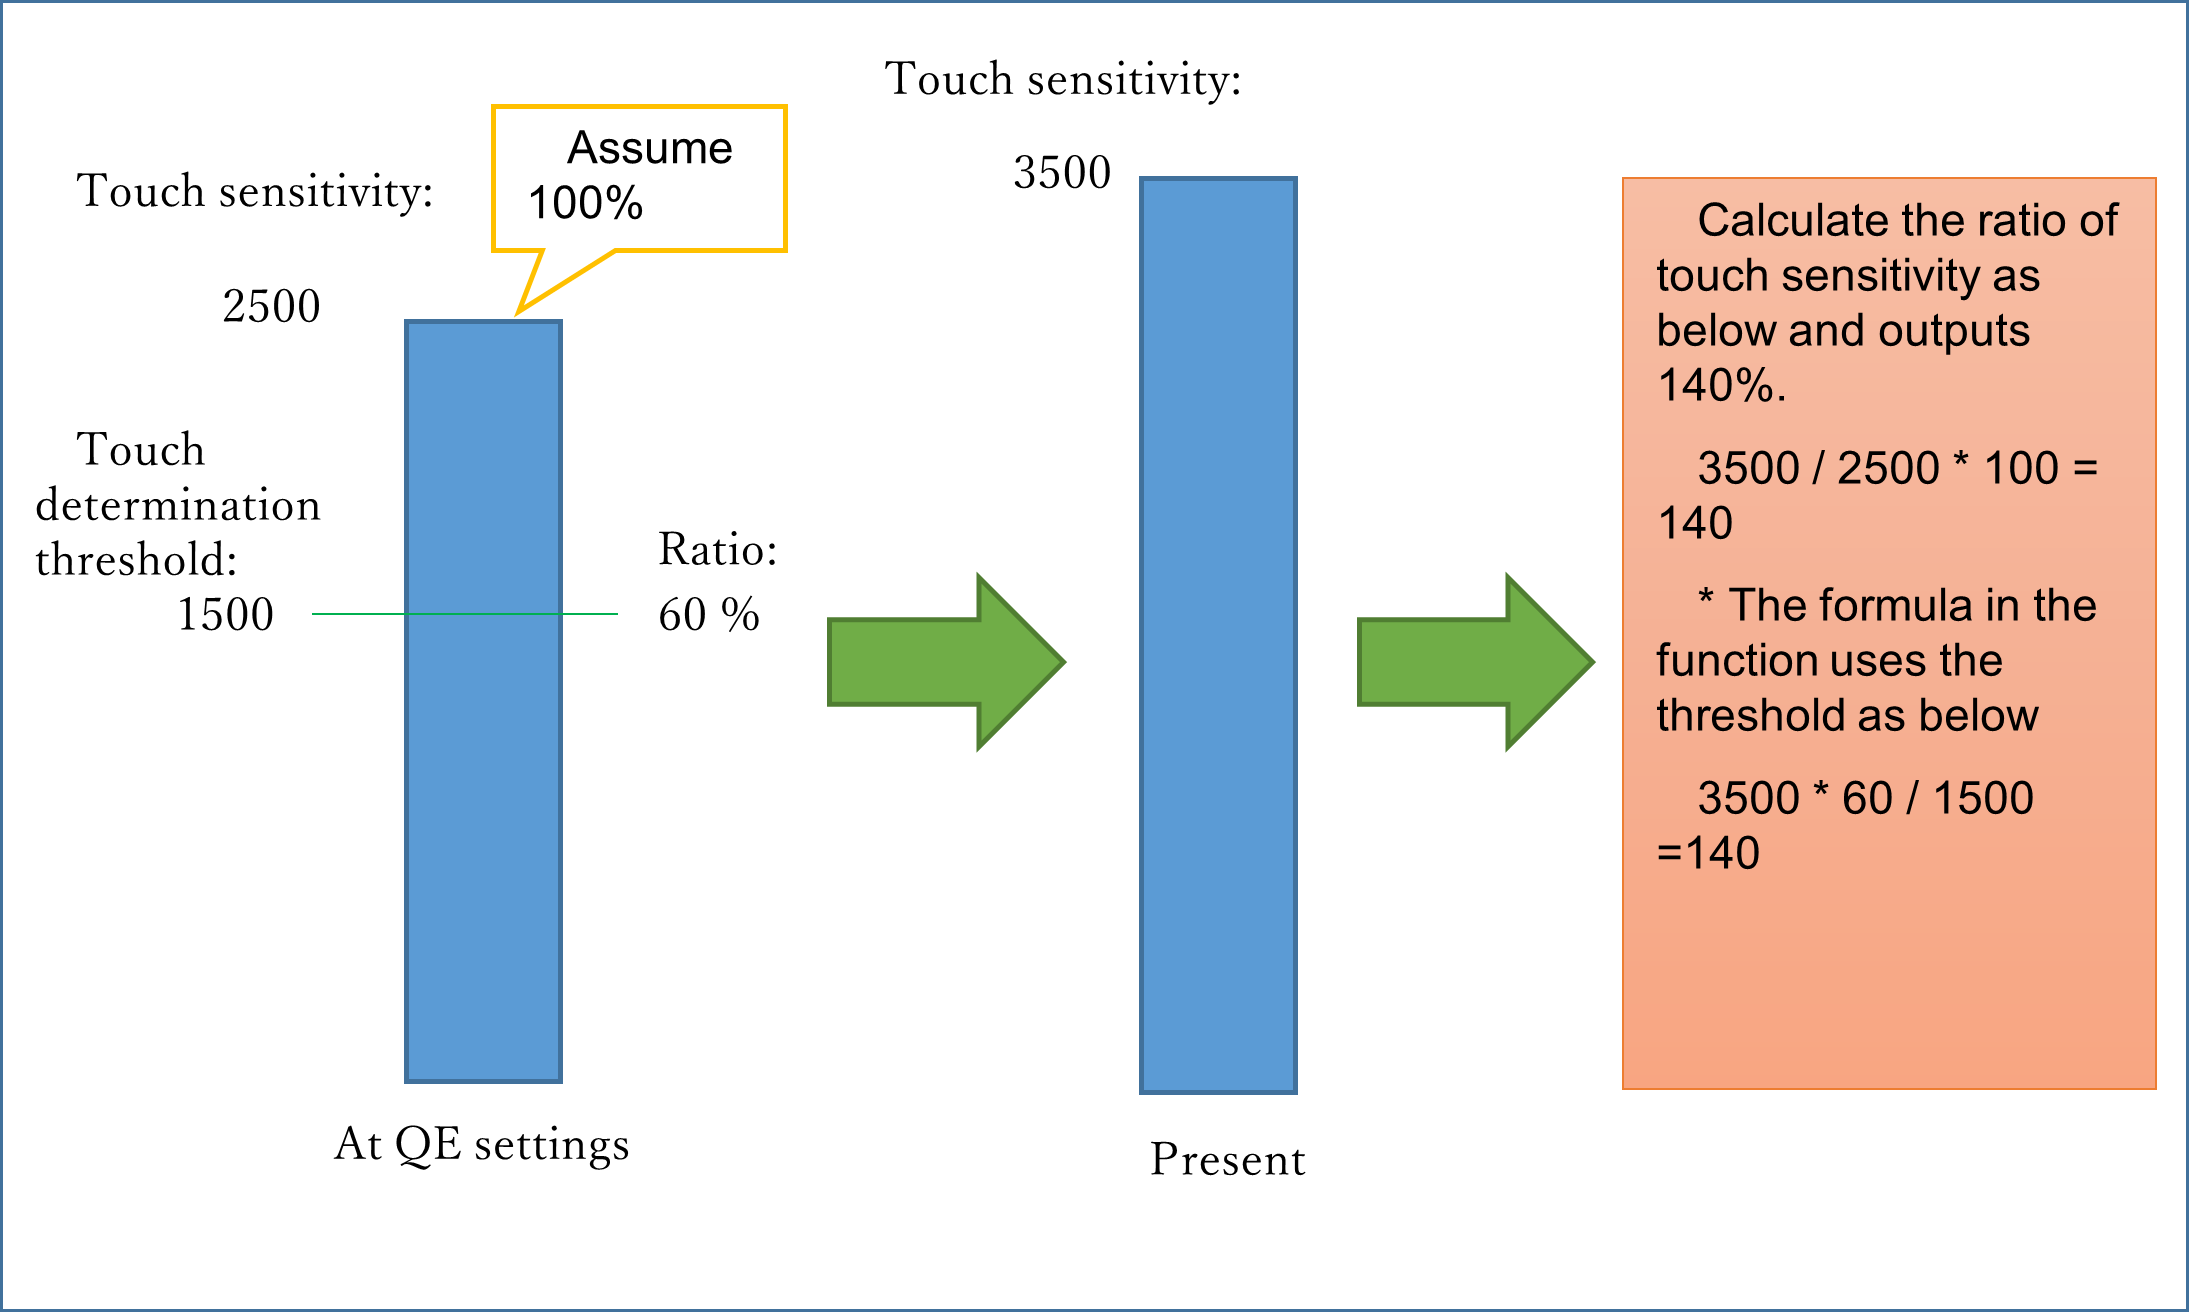 Touch sensitivity:
2500
Assume
100%
Touch
determination
threshold:
1500
Ratio:
60 %
At QE settings
Touch sensitivity:
3500
Present
Calculate the ratio of
touch sensitivity as
below and outputs
140%.
3500 / 2500 * 100 =
140
* The formula in the
function uses the
threshold as below
3500 * 60 / 1500
=140